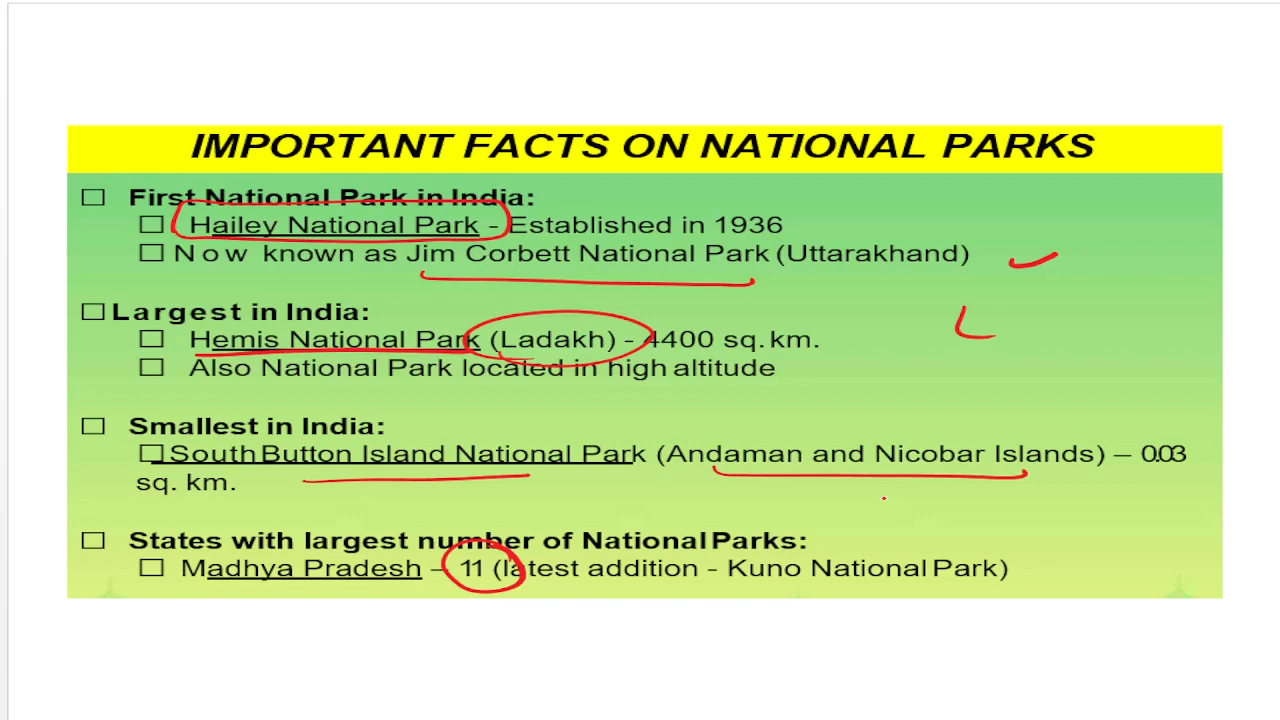 IMPORTANT FACTS ON NATIONAL PARKS
First National Park in India:
Hailey National Park - Established in 1936
Now known as Jim Corbett National Park (Uttarakhand)
Largest in India:
Hemis National Park (Ladakh) - 4400 sq. km.
Also National Park located in high altitude
Smallest in India:
South Button Island National Park (Andaman and Nicobar Islands) – 0.03
sq. km.
States with largest number of National Parks:
Madhya Pradesh – 11 (latest addition - Kuno National Park)